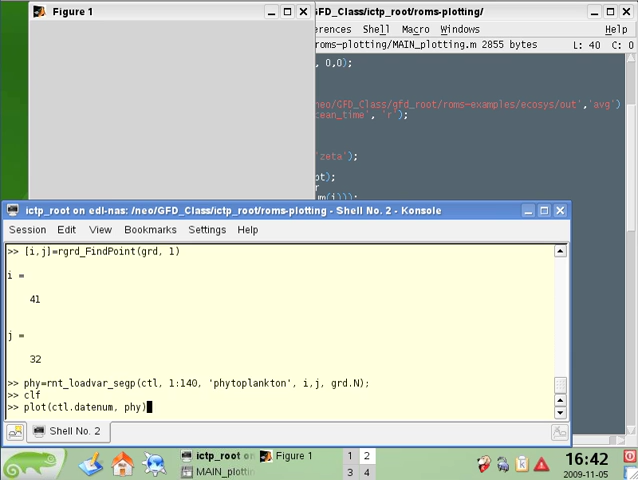 Figure 1
/GFD_Class/ictp_root/roms-plotting/
erences Shell Macro Windows Help
roms-plotting/MAIN_plotting.m 2855 bytes L: 40 C: 0
, 0,0);
neo/GFD_Class/gfd_root/roms-examples/ecosys/out','avg')
cean_time', 'r');
'zeta');
pt);
r
m(i)));
ictp_root on edl-nas: /neo/GFD_Class/ictp_root/roms-plotting - Shell No. 2 - Konsole
Session Edit View Bookmarks Settings Help
>> [i,j]=rgrd_FindPoint(grd, 1)
i =
41
j =
32
>> phy=rnt_loadvar_segp(ctl, 1:140, 'phytoplankton', i,j, grd.N);
>> clf
>> plot(ctl.datenum, phy)
Shell No. 2
ictp_root on Figure 1 1 2 16:42
MAIN_plottin 3 4 2009-11-05